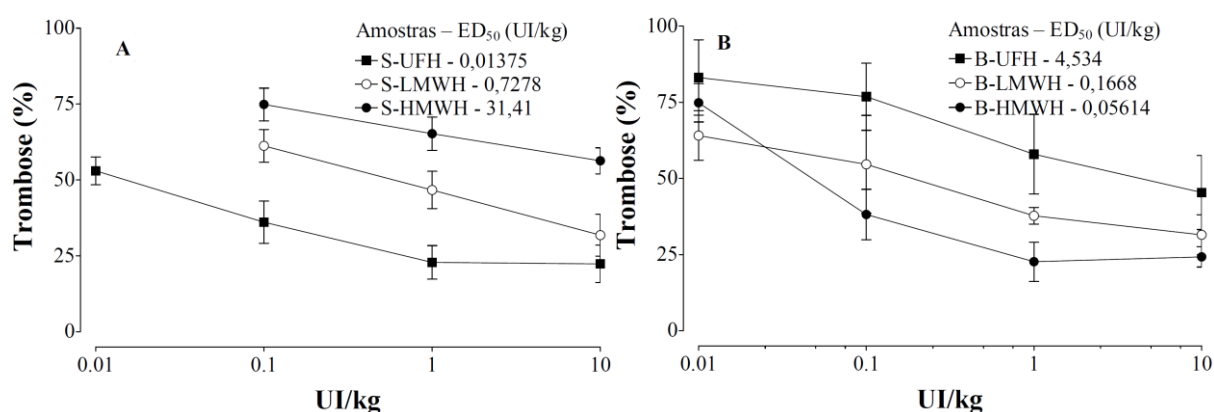 A
Amostras – ED₅₀ (UI/kg)
S-UFH - 0,01375
S-LMWH - 0,7278
S-HMWH - 31,41
Trombose (%)
100
75
50
25
0
0.01 0.1 1 10
UI/kg
B
Amostras – ED₅₀ (UI/kg)
B-UFH - 4,534
B-LMWH - 0,1668
B-HMWH - 0,05614
Trombose (%)
100
75
50
25
0
0.01 0.1 1 10
UI/kg